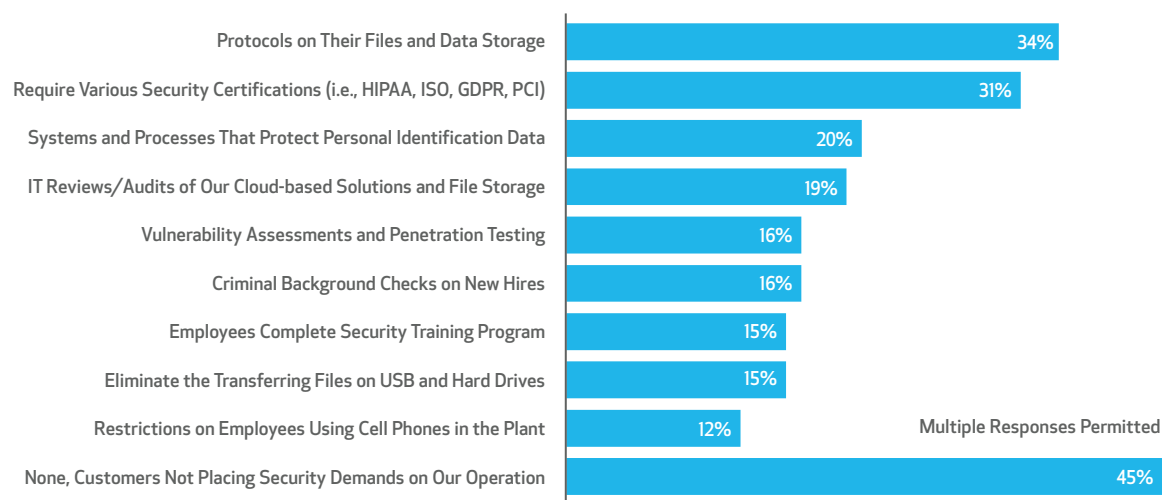 Protocols on Their Files and Data Storage 34%
Require Various Security Certifications (i.e., HIPAA, ISO, GDPR, PCI) 31%
Systems and Processes That Protect Personal Identification Data 20%
IT Reviews/Audits of Our Cloud-based Solutions and File Storage 19%
Vulnerability Assessments and Penetration Testing 16%
Criminal Background Checks on New Hires 16%
Employees Complete Security Training Program 15%
Eliminate the Transferring Files on USB and Hard Drives 15%
Restrictions on Employees Using Cell Phones in the Plant 12% Multiple Responses Permitted
None, Customers Not Placing Security Demands on Our Operation 45%